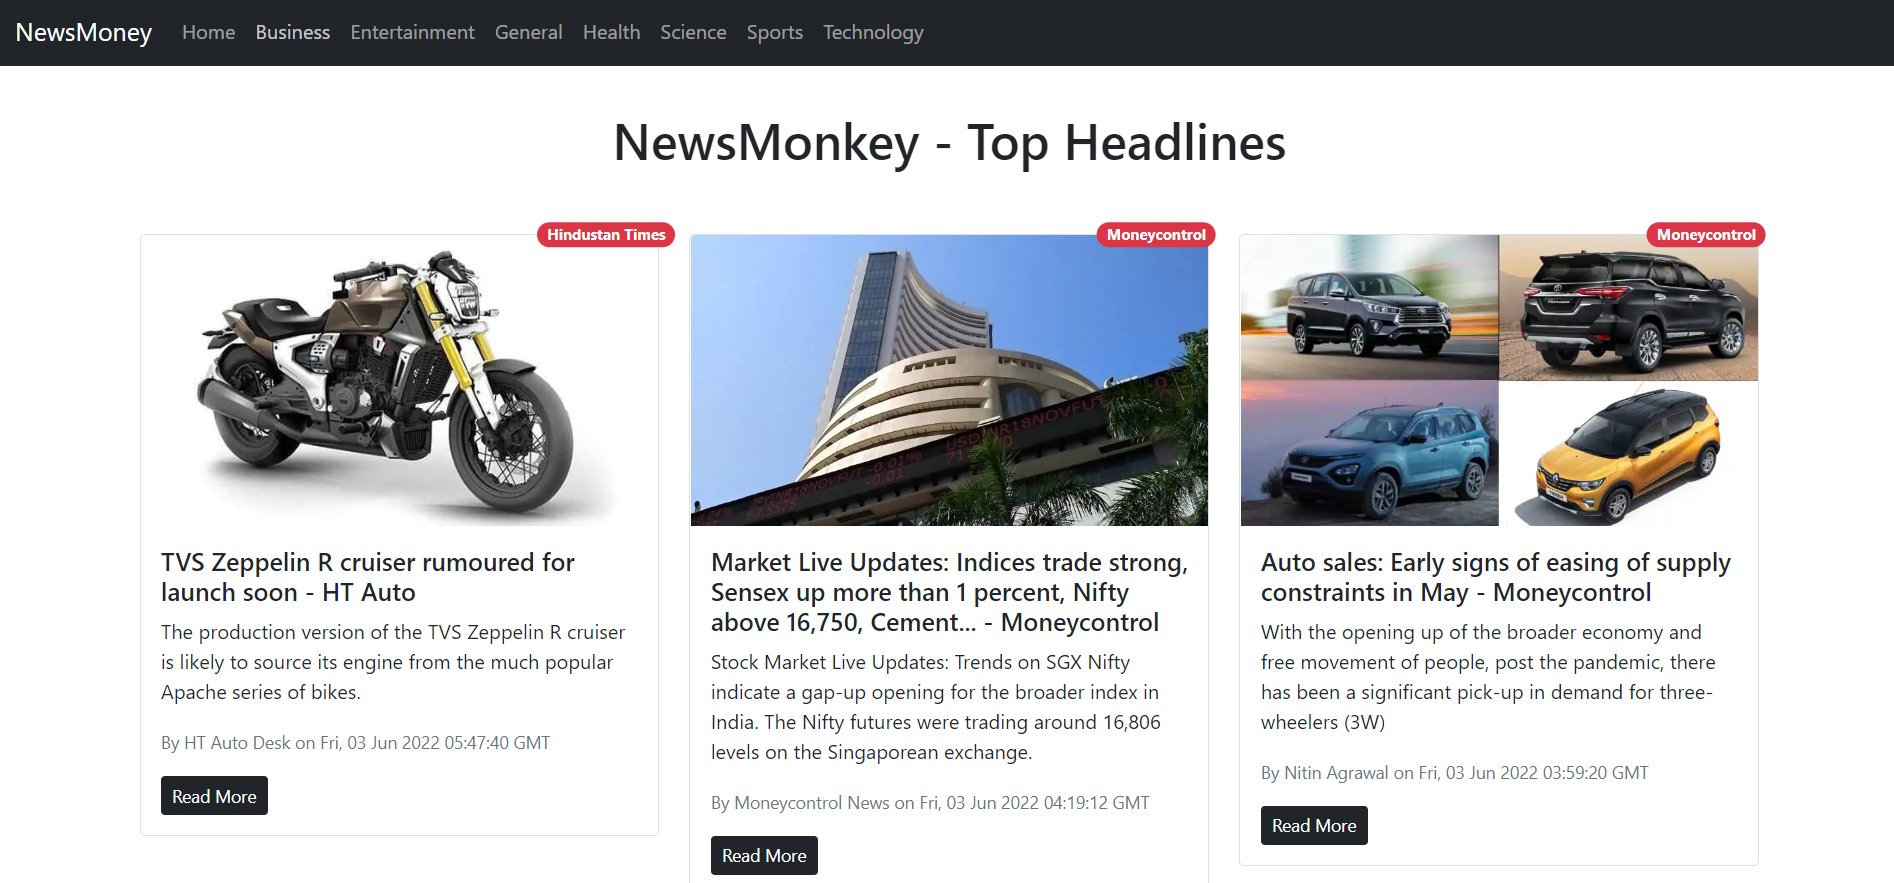 NewsMoney Home Business Entertainment General Health Science Sports Technology
NewsMonkey - Top Headlines
Hindustan Times
TVS Zeppelin R cruiser rumoured for
launch soon - HT Auto
The production version of the TVS Zeppelin R cruiser
is likely to source its engine from the much popular
Apache series of bikes.
By HT Auto Desk on Fri, 03 Jun 2022 05:47:40 GMT
Read More
Moneycontrol
USDINR18NOVFUT
JPYINR18NOVFUT -0.01%
-0.01
Market Live Updates: Indices trade strong,
Sensex up more than 1 percent, Nifty
above 16,750, Cement... - Moneycontrol
Stock Market Live Updates: Trends on SGX Nifty
indicate a gap-up opening for the broader index in
India. The Nifty futures were trading around 16,806
levels on the Singaporean exchange.
By Moneycontrol News on Fri, 03 Jun 2022 04:19:12 GMT
Read More
Moneycontrol
Auto sales: Early signs of easing of supply
constraints in May - Moneycontrol
With the opening up of the broader economy and
free movement of people, post the pandemic, there
has been a significant pick-up in demand for three-
wheelers (3W)
By Nitin Agrawal on Fri, 03 Jun 2022 03:59:20 GMT
Read More